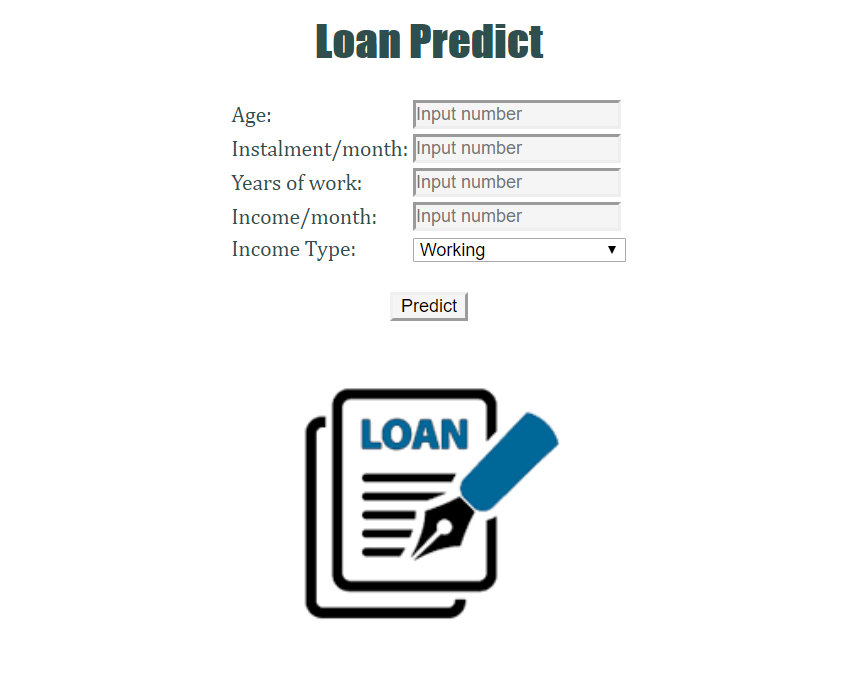 Loan Predict
Age: Input number
Instalment/month: Input number
Years of work: Input number
Income/month: Input number
Income Type: Working
Predict
LOAN